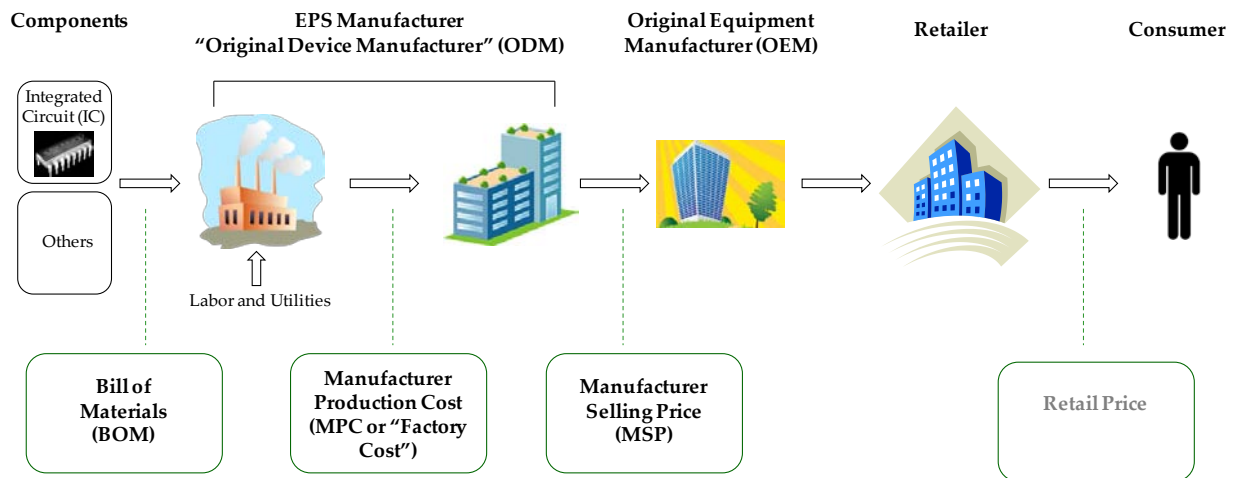 Components
EPS Manufacturer
“Original Device Manufacturer” (ODM)
Original Equipment
Manufacturer (OEM)
Retailer
Consumer
Integrated
Circuit (IC)
Others
Labor and Utilities
Bill of
Materials
(BOM)
Manufacturer
Production Cost
(MPC or “Factory
Cost”)
Manufacturer
Selling Price
(MSP)
Retail Price